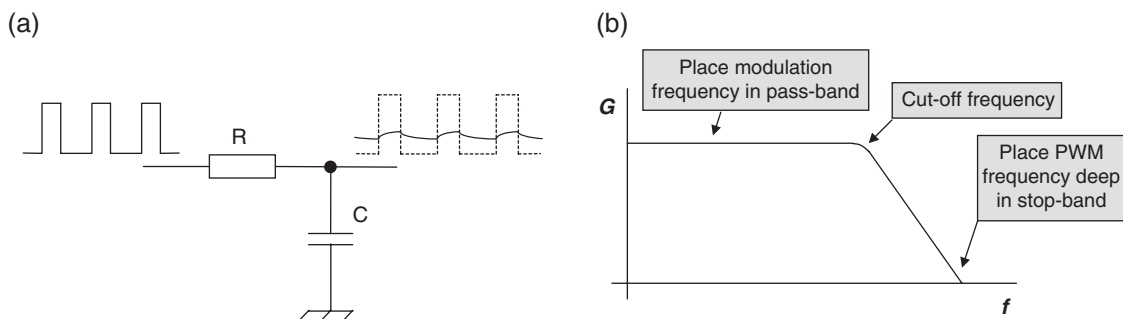 (a)
R
C
(b)
Place modulation
frequency in pass-band
Cut-off frequency
G
Place PWM
frequency deep
in stop-band
f